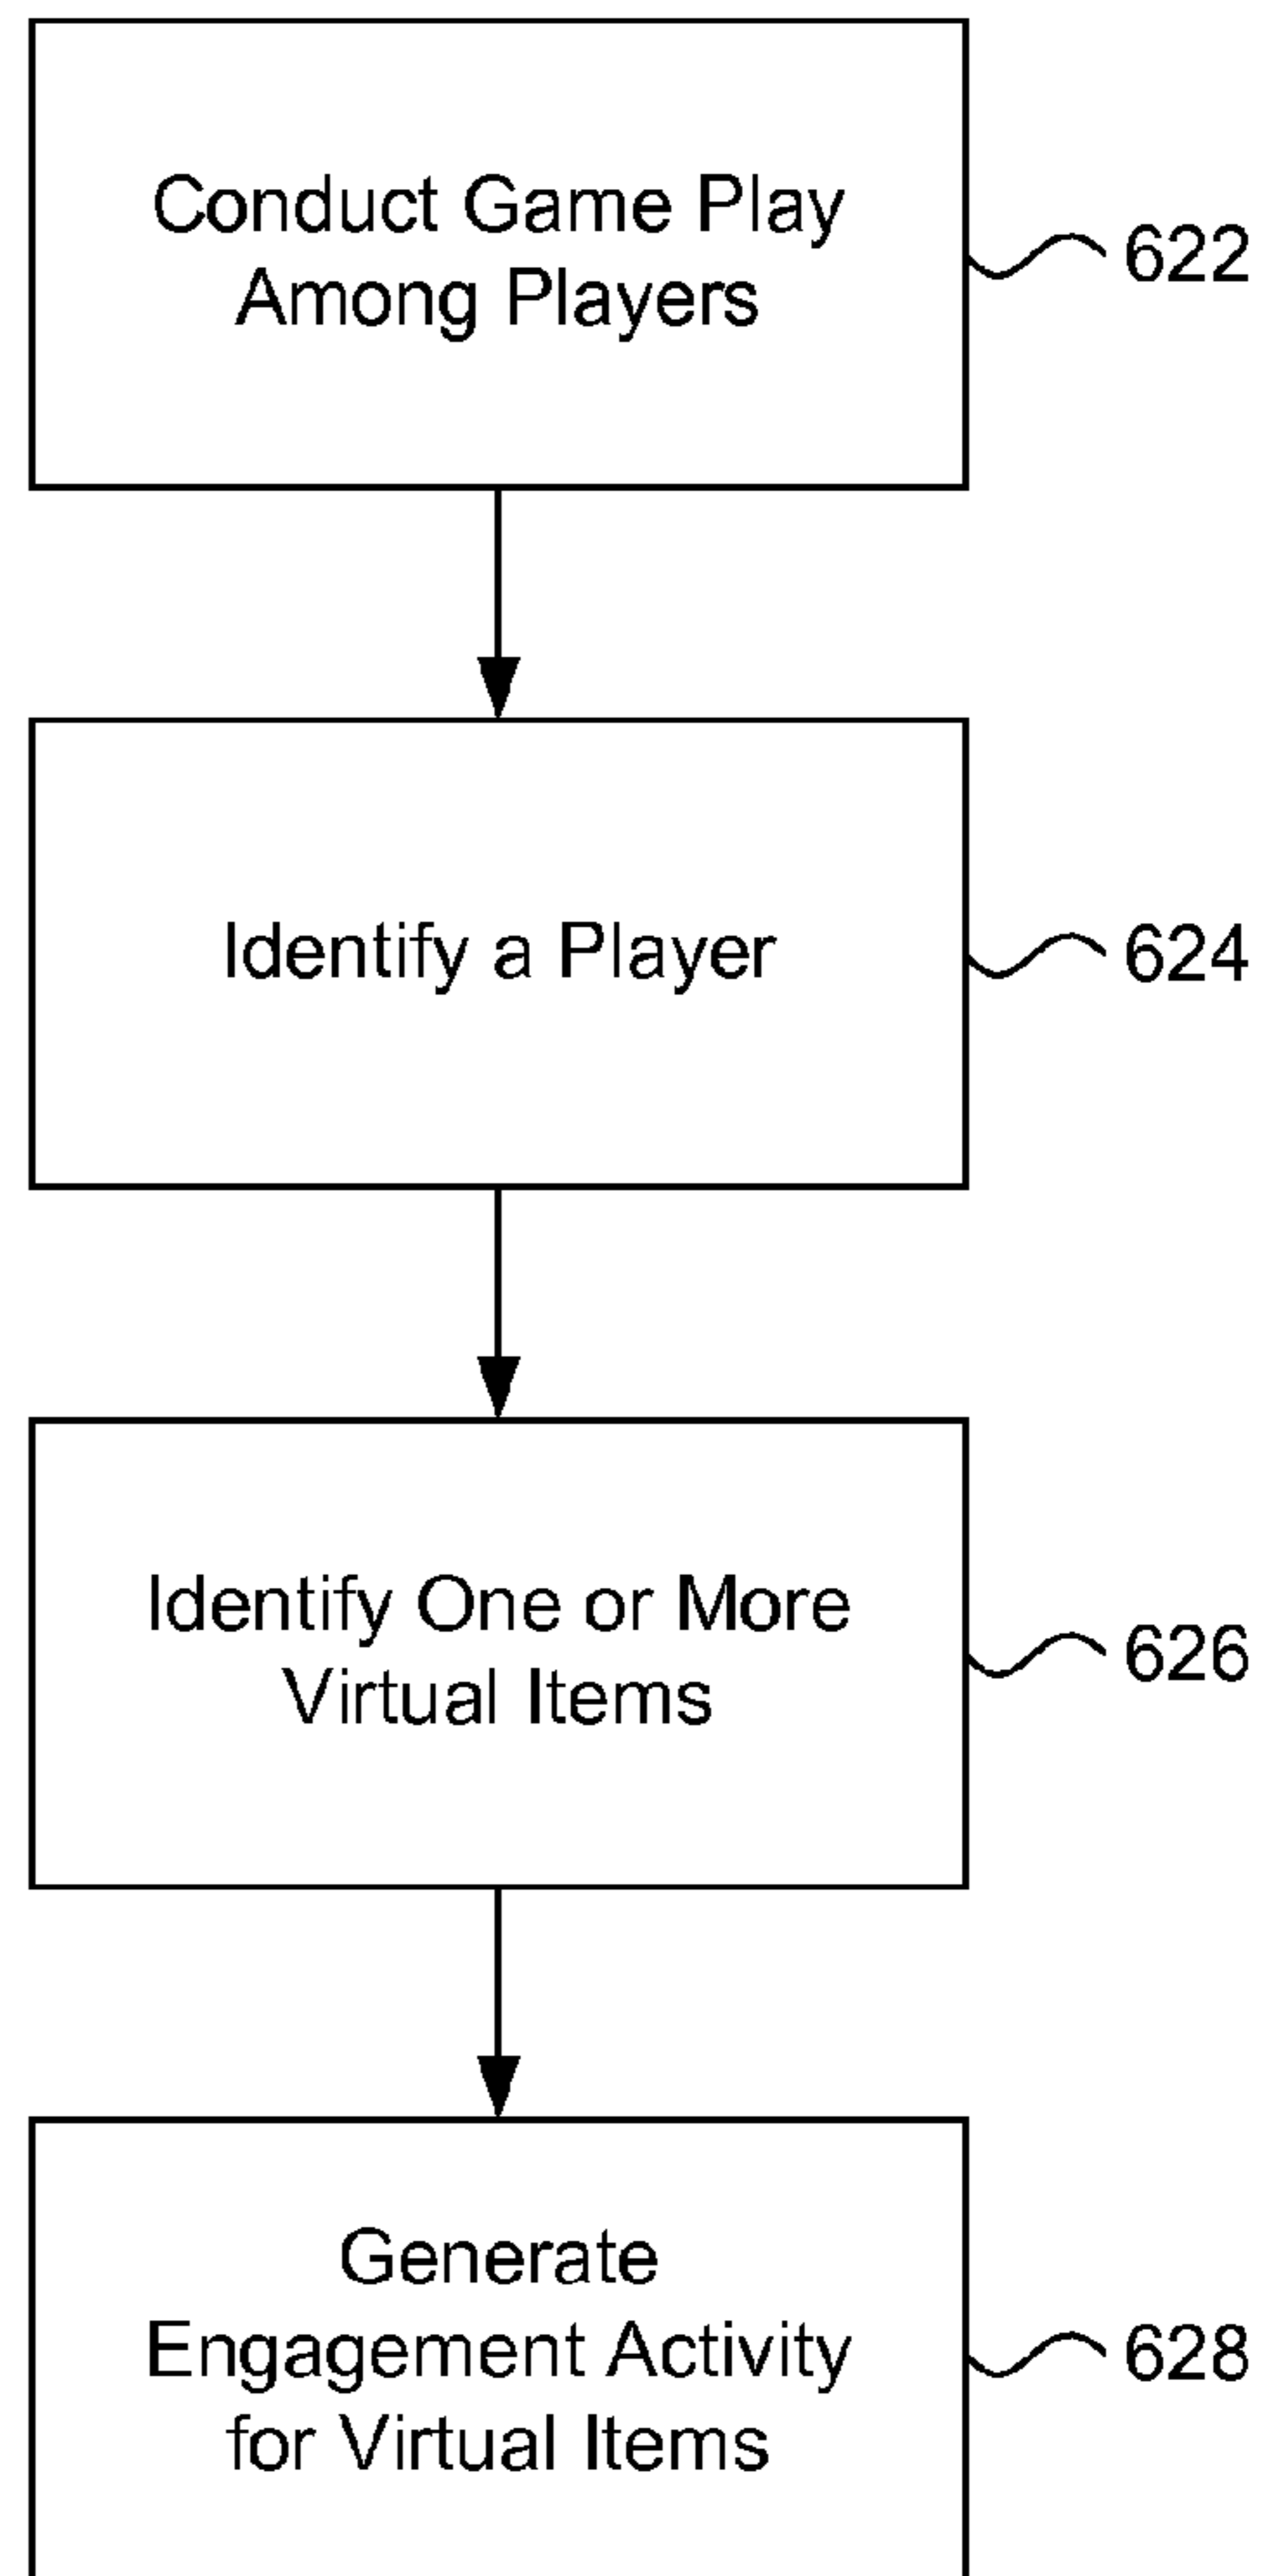 Conduct Game Play
Among Players
622
Identify a Player
624
Identify One or More
Virtual Items
626
Generate
Engagement Activity
for Virtual Items
628